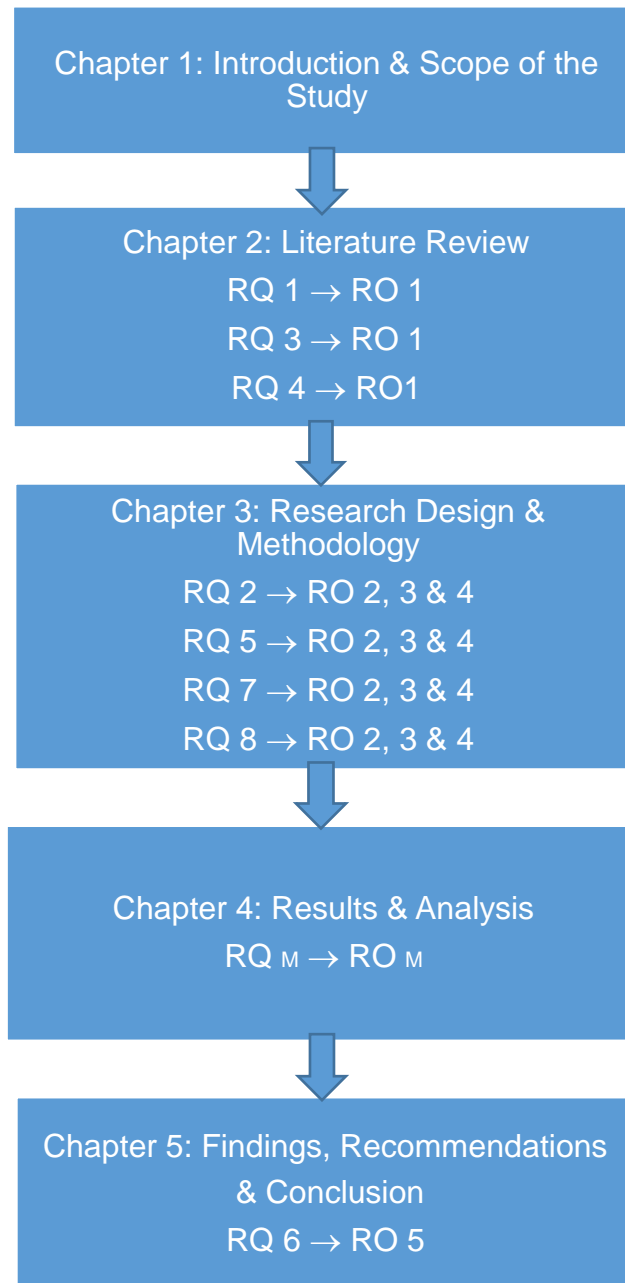 Chapter 1: Introduction & Scope of the
Study
Chapter 2: Literature Review
RQ 1 → RO 1
RQ 3 → RO 1
RQ 4 → RO1
Chapter 3: Research Design &
Methodology
RQ 2 → RO 2, 3 & 4
RQ 5 → RO 2, 3 & 4
RQ 7 → RO 2, 3 & 4
RQ 8 → RO 2, 3 & 4
Chapter 4: Results & Analysis
RQ M → RO M
Chapter 5: Findings, Recommendations
& Conclusion
RQ 6 → RO 5